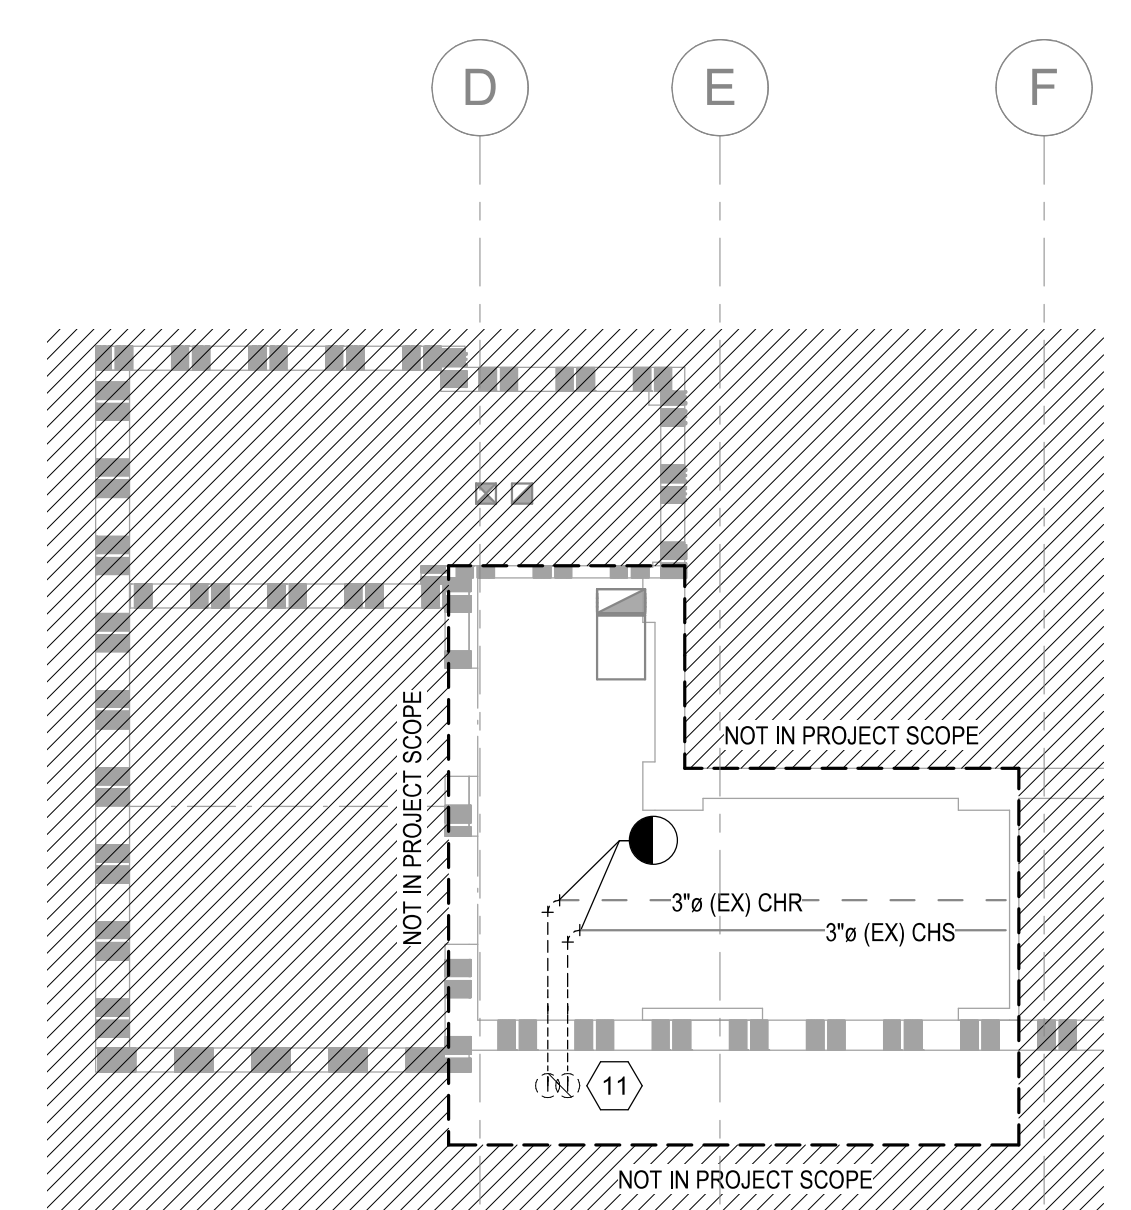 D
E
F
NOT IN PROJECT SCOPE
NOT IN PROJECT SCOPE
3"ø (EX) CHR
3"ø (EX) CHS
11
NOT IN PROJECT SCOPE